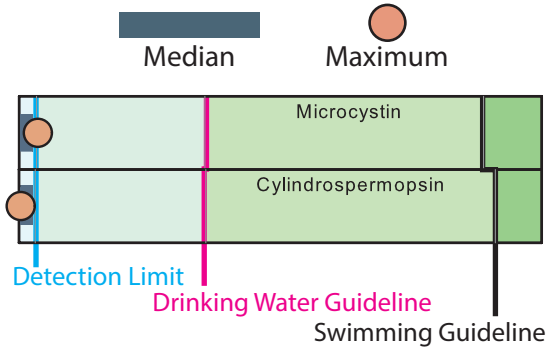 Median
Maximum
Microcystin
Cylindrospermopsin
Detection Limit
Drinking Water Guideline
Swimming Guideline